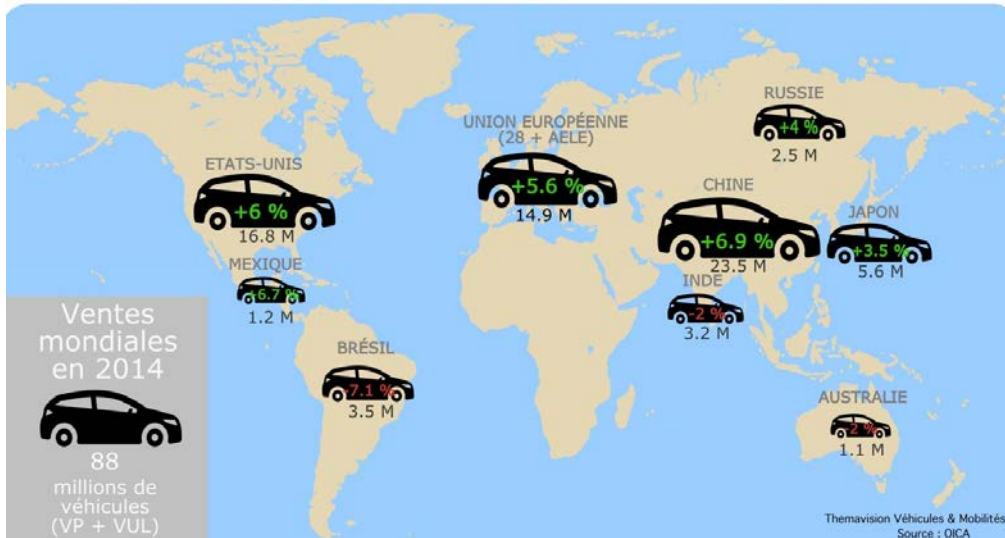 RUSSIE
+4 %
2.5 M
UNION EUROPÉENNE
(28 + AELE)
+5.6 %
14.9 M
ETATS-UNIS
+6 %
16.8 M
CHINE
+6.9 %
23.5 M
JAPON
+3.5 %
5.6 M
MEXIQUE
+6.7 %
1.2 M
INDE
-2 %
3.2 M
BRÉSIL
-7.1 %
3.5 M
AUSTRALIE
-2 %
1.1 M
Ventes
mondiales
en 2014
88
millions de
véhicules
(VP + VUL)
Themavision Véhicules & Mobilités
Source : OICA